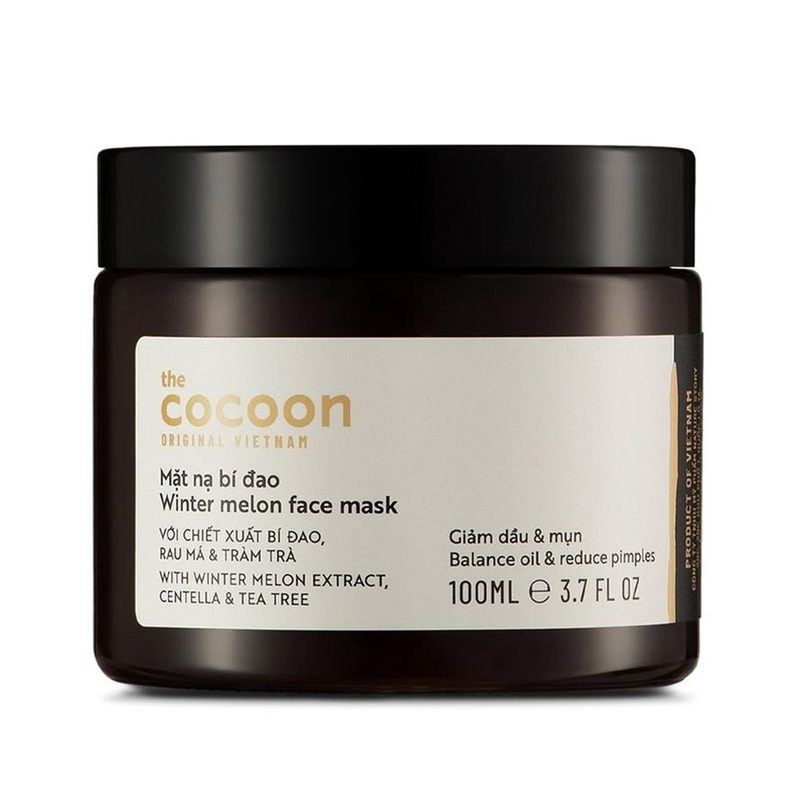 the
cocoon
ORIGINAL VIETNAM
Mặt nạ bí đao
Winter melon face mask
VỚI CHIẾT XUẤT BÍ ĐAO,
RAU MÁ & TRÀM TRÀ
WITH WINTER MELON EXTRACT,
CENTELLA & TEA TREE
Giảm dầu & mụn
Balance oil & reduce pimples
100ML ℮ 3.7 FL OZ
PRODUCT OF VIETNAM